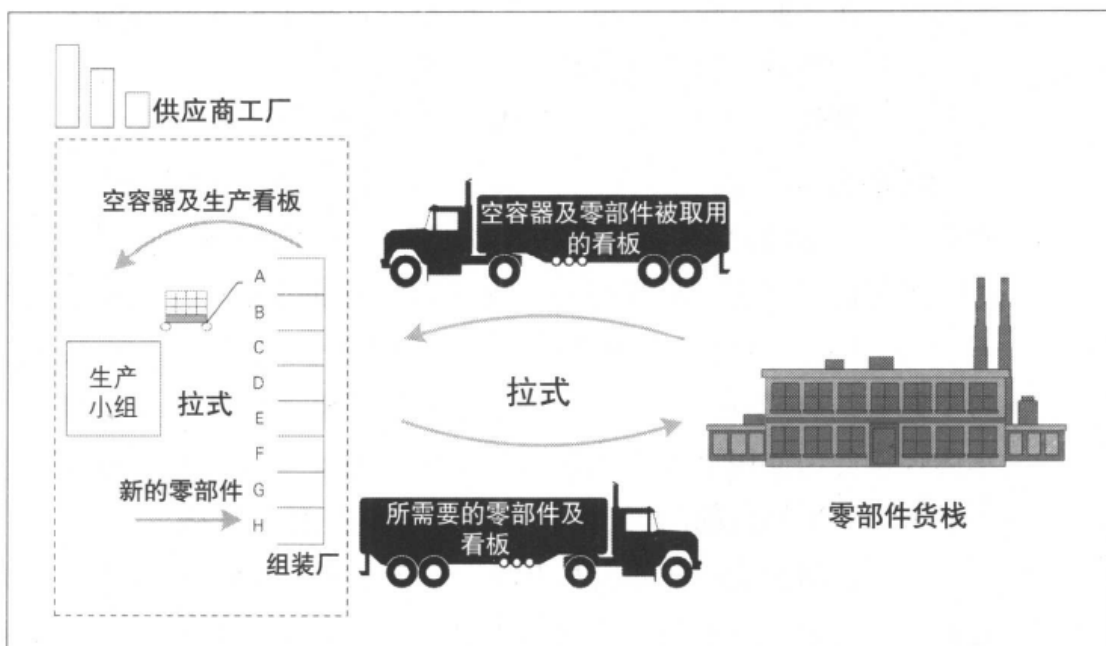 供应商工厂
空容器及生产看板
空容器及零部件被取用
的看板
A
B
C
D
E
F
G
H
生产
小组
拉式
拉式
新的零部件
组装厂
所需要的零部件及
看板
零部件货栈